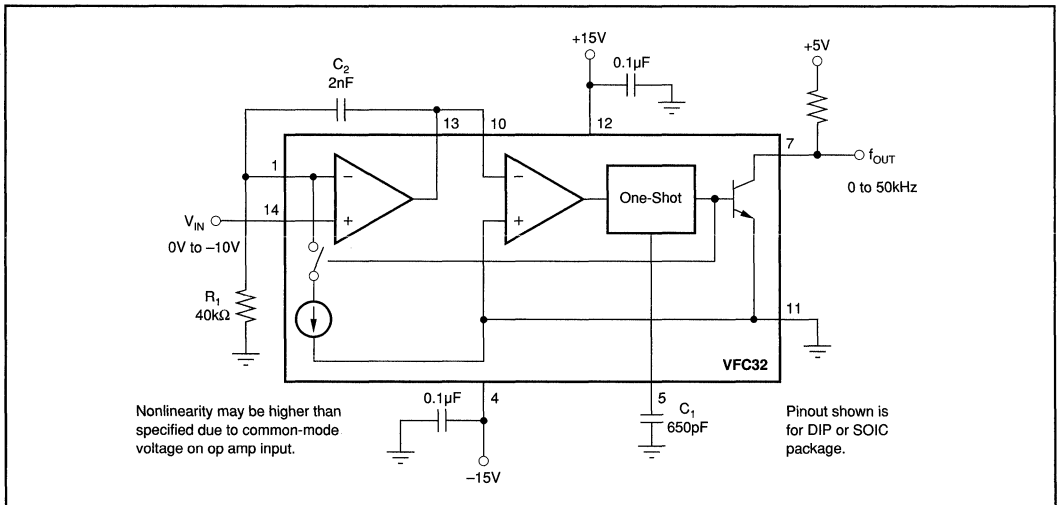 +15V
+5V
C2
2nF
0.1µF
13
10
12
7
1
fOUT
0 to 50kHz
One-Shot
14
VIN
0V to –10V
R1
40kΩ
11
VFC32
0.1µF
4
5
C1
650pF
–15V
Nonlinearity may be higher than
specified due to common-mode
voltage on op amp input.
Pinout shown is
for DIP or SOIC
package.